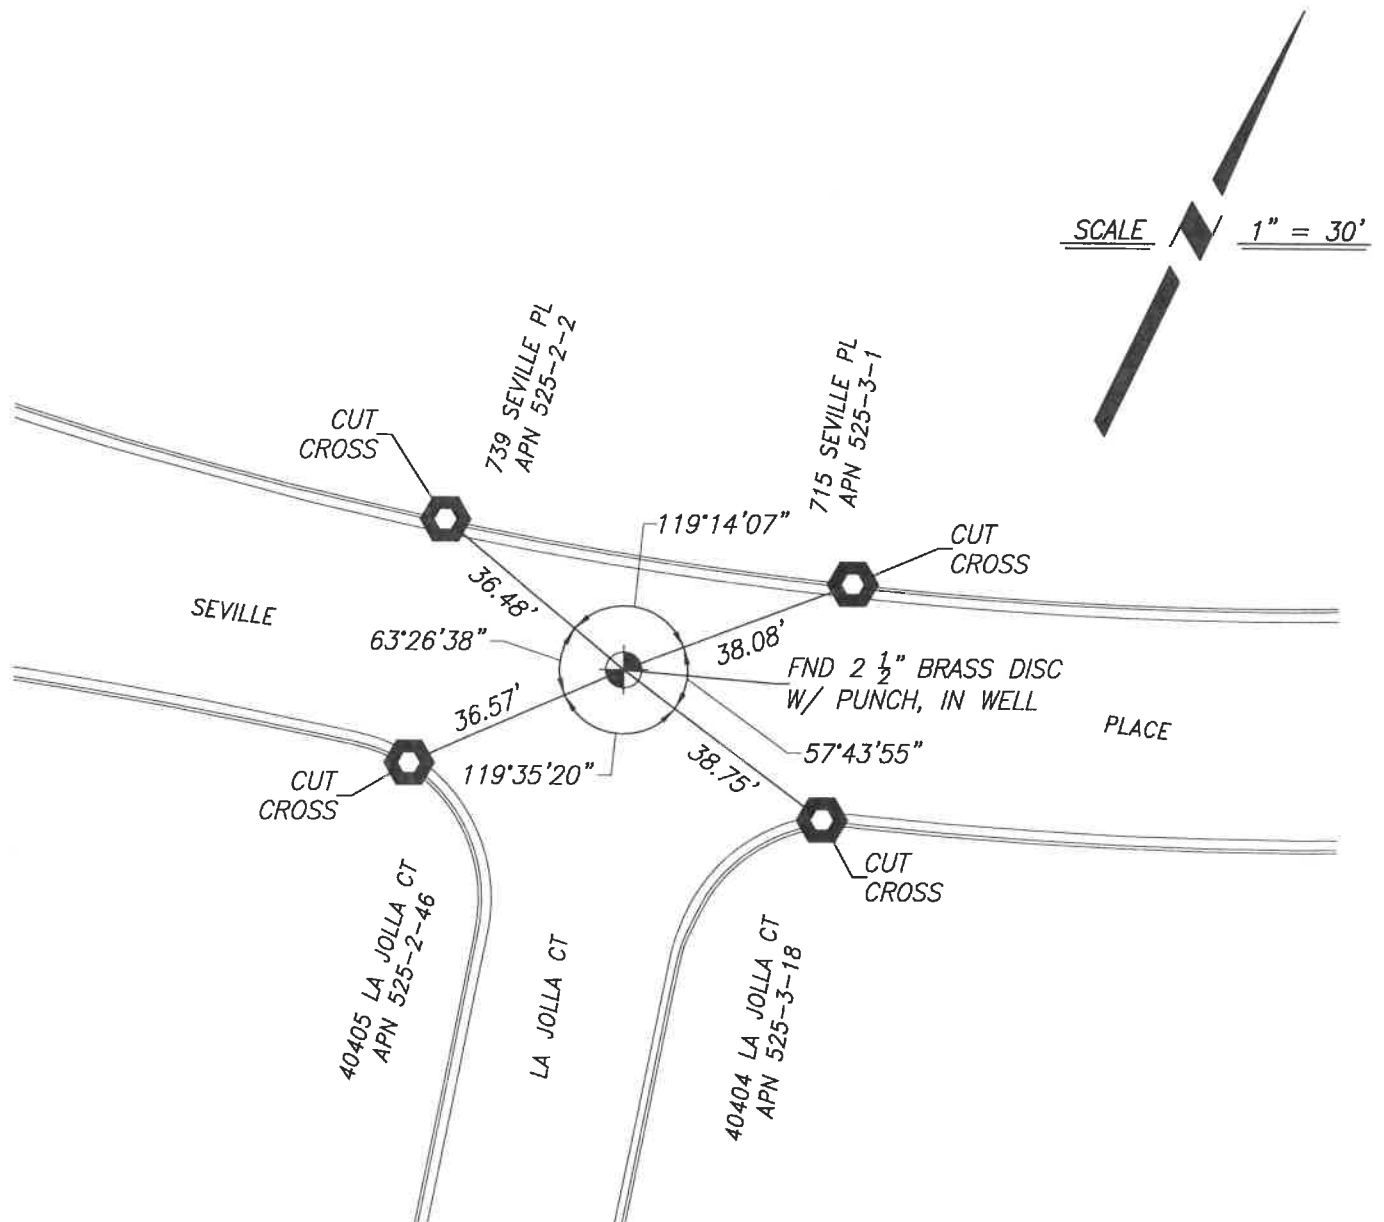 SCALE 1" = 30'
739 SEVILLE PL
APN 525-2-2
715 SEVILLE PL
APN 525-3-1
CUT
CROSS
119°14'07"
CUT
CROSS
36.48'
SEVILLE
63°26'38"
38.08'
FND 2 1/2" BRASS DISC
W/ PUNCH, IN WELL
36.57'
PLACE
57°43'55"
38.75'
119°35'20"
CUT
CROSS
CUT
CROSS
40405 LA JOLLA CT
APN 525-2-46
LA JOLLA CT
40404 LA JOLLA CT
APN 525-3-18